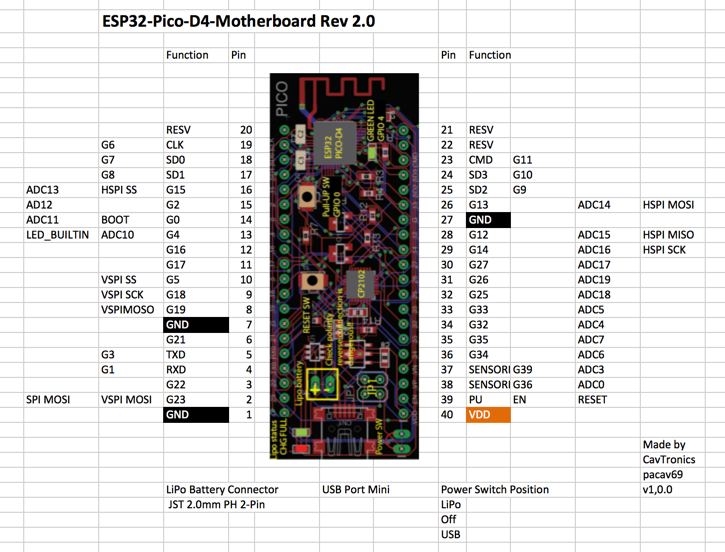 ESP32-Pico-D4-Motherboard Rev 2.0
Function Pin Pin Function
PICO
GREEN LED
GPIO 4
ESP32
PICO-D4
C2
C3
Pull-UP SW
GPIO 0
CP2102
RESET SW
Check polarity
Lipo battery
+ -
JP1
Lipo status
CHG FULL
Power SW
RESV 20 21 RESV
G6 CLK 19 22 RESV
G7 SD0 18 23 CMD G11
G8 SD1 17 24 SD3 G10
ADC13 HSPI SS G15 16 25 SD2 G9
AD12 G2 15 26 G13 ADC14 HSPI MOSI
ADC11 BOOT G0 14 27 GND
LED_BUILTIN ADC10 G4 13 28 G12 ADC15 HSPI MISO
G16 12 29 G14 ADC16 HSPI SCK
G17 11 30 G27 ADC17
VSPI SS G5 10 31 G26 ADC19
VSPI SCK G18 9 32 G25 ADC18
VSPIMOSO G19 8 33 G33 ADC5
GND 7 34 G32 ADC4
G21 6 35 G35 ADC7
G3 TXD 5 36 G34 ADC6
G1 RXD 4 37 SENSORI G39 ADC3
G22 3 38 SENSORI G36 ADC0
SPI MOSI VSPI MOSI G23 2 39 PU EN RESET
GND 1 40 VDD
Made by
CavTronics
pacav69
v1,0.0
LiPo Battery Connector USB Port Mini Power Switch Position
JST 2.0mm PH 2-Pin LiPo
Off
USB